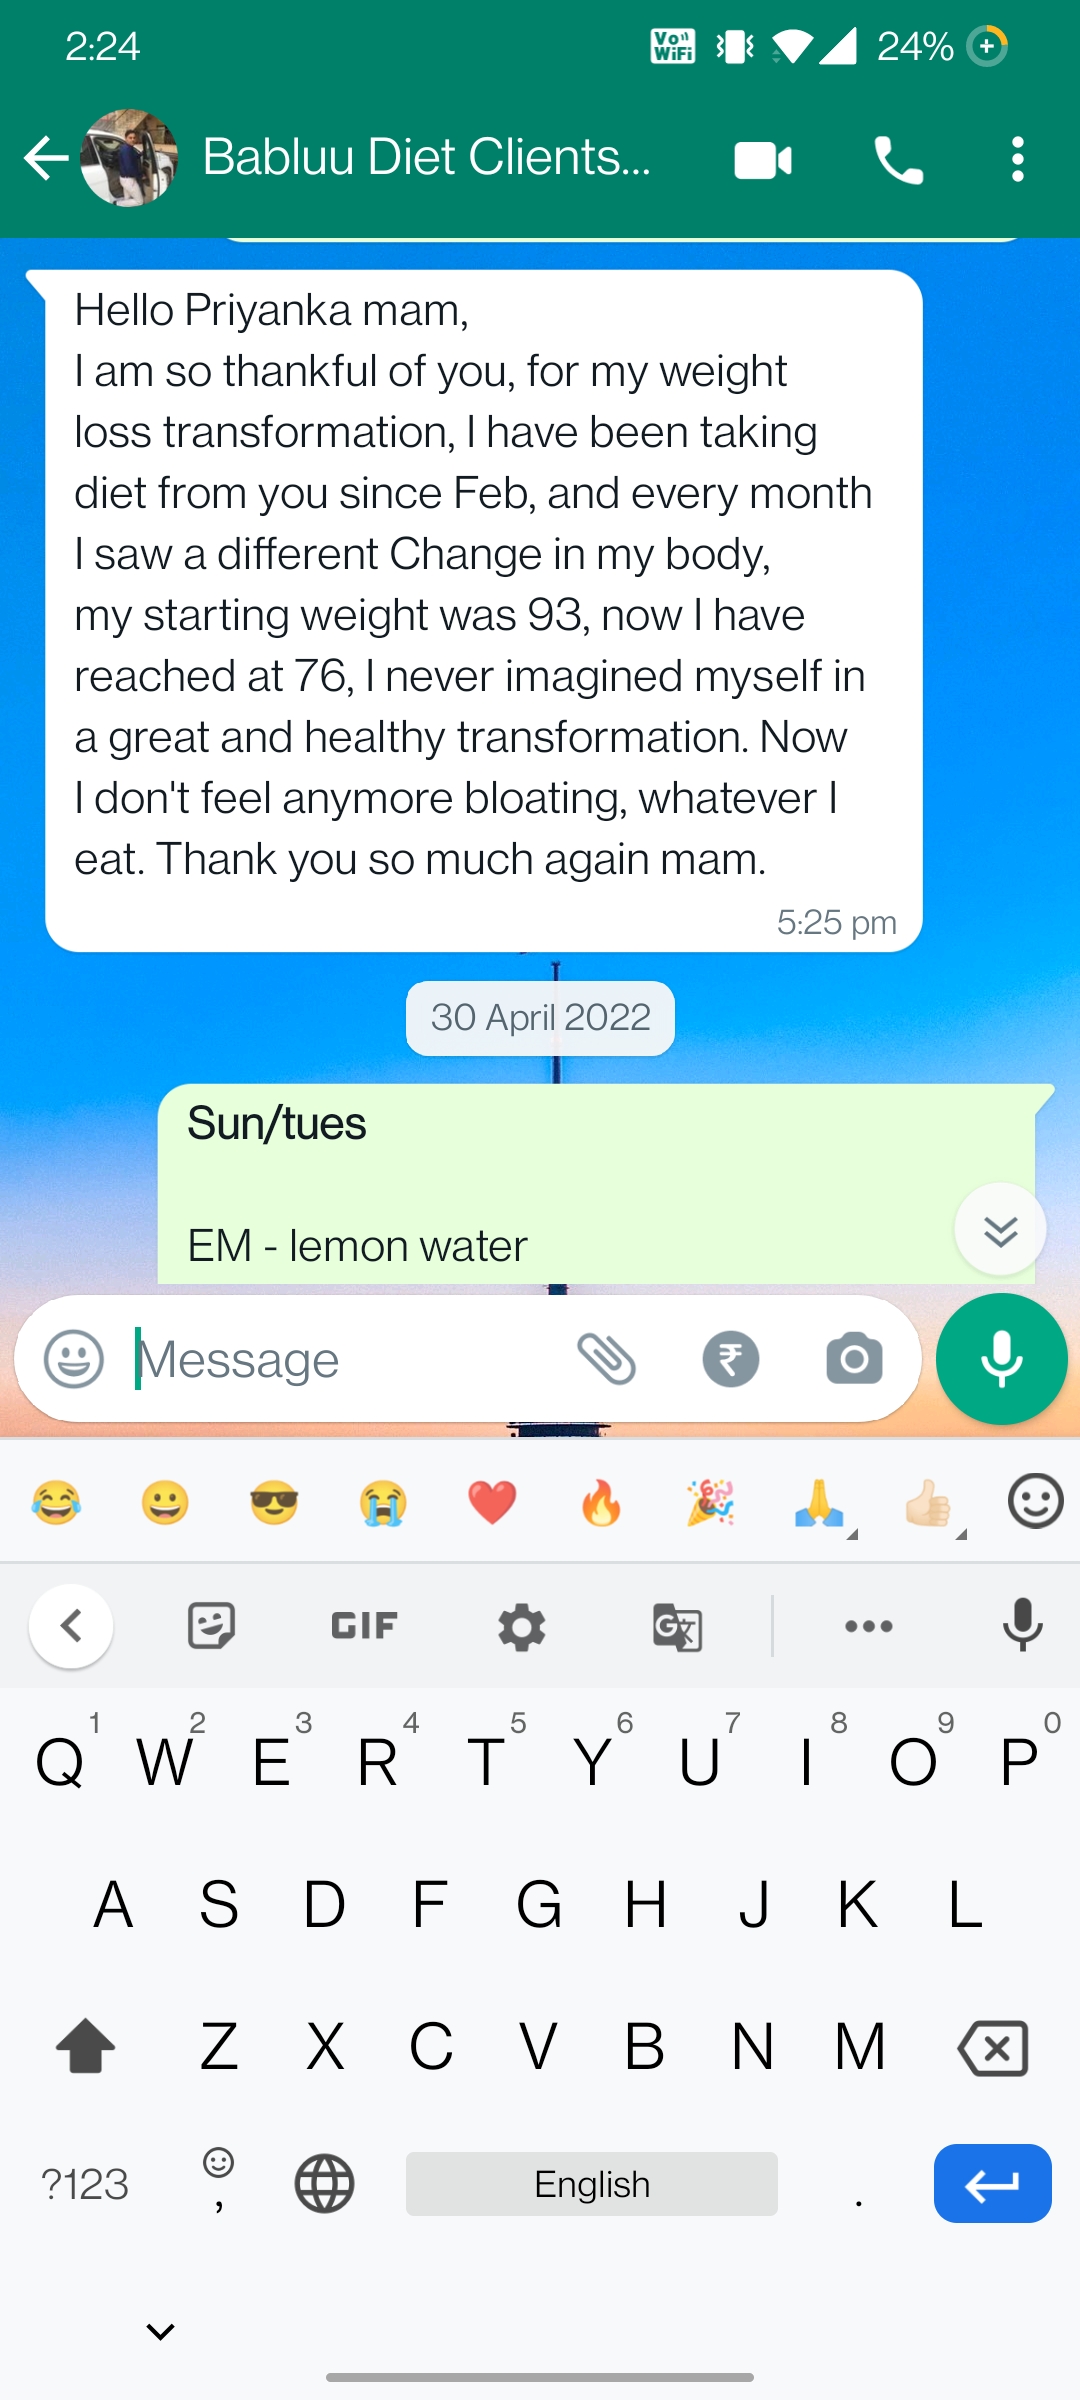 2:24
Vo))
WiFi
24%
Babluu Diet Clients...
Hello Priyanka mam,
I am so thankful of you, for my weight
loss transformation, I have been taking
diet from you since Feb, and every month
I saw a different Change in my body,
my starting weight was 93, now I have
reached at 76, I never imagined myself in
a great and healthy transformation. Now
I don't feel anymore bloating, whatever I
eat. Thank you so much again mam.
5:25 pm
30 April 2022
Sun/tues
EM - lemon water
Message
₹
GIF
G 文
1 2 3 4 5 6 7 8 9 0
Q W E R T Y U I O P
A S D F G H J K L
Z X C V B N M
?123 , English .